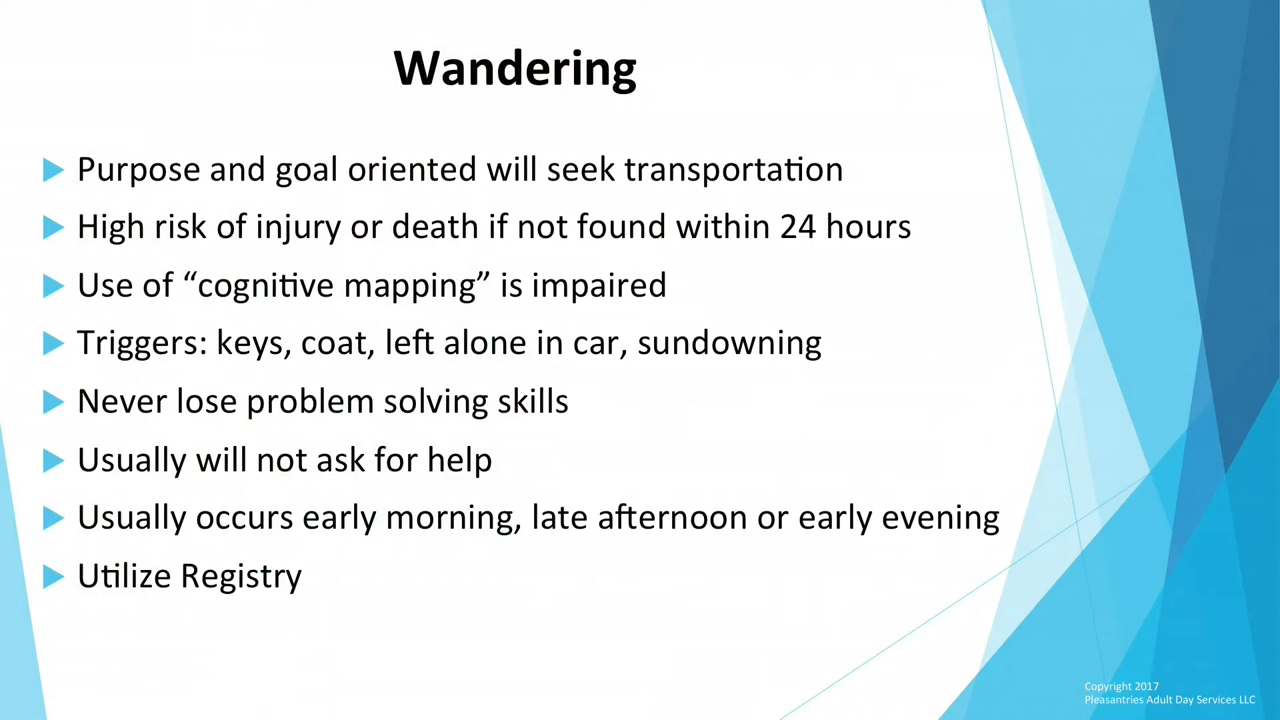 Wandering
Purpose and goal oriented will seek transportation
High risk of injury or death if not found within 24 hours
Use of “cognitive mapping” is impaired
Triggers: keys, coat, left alone in car, sundowning
Never lose problem solving skills
Usually will not ask for help
Usually occurs early morning, late afternoon or early evening
Utilize Registry
Copyright 2017
Pleasantries Adult Day Services LLC